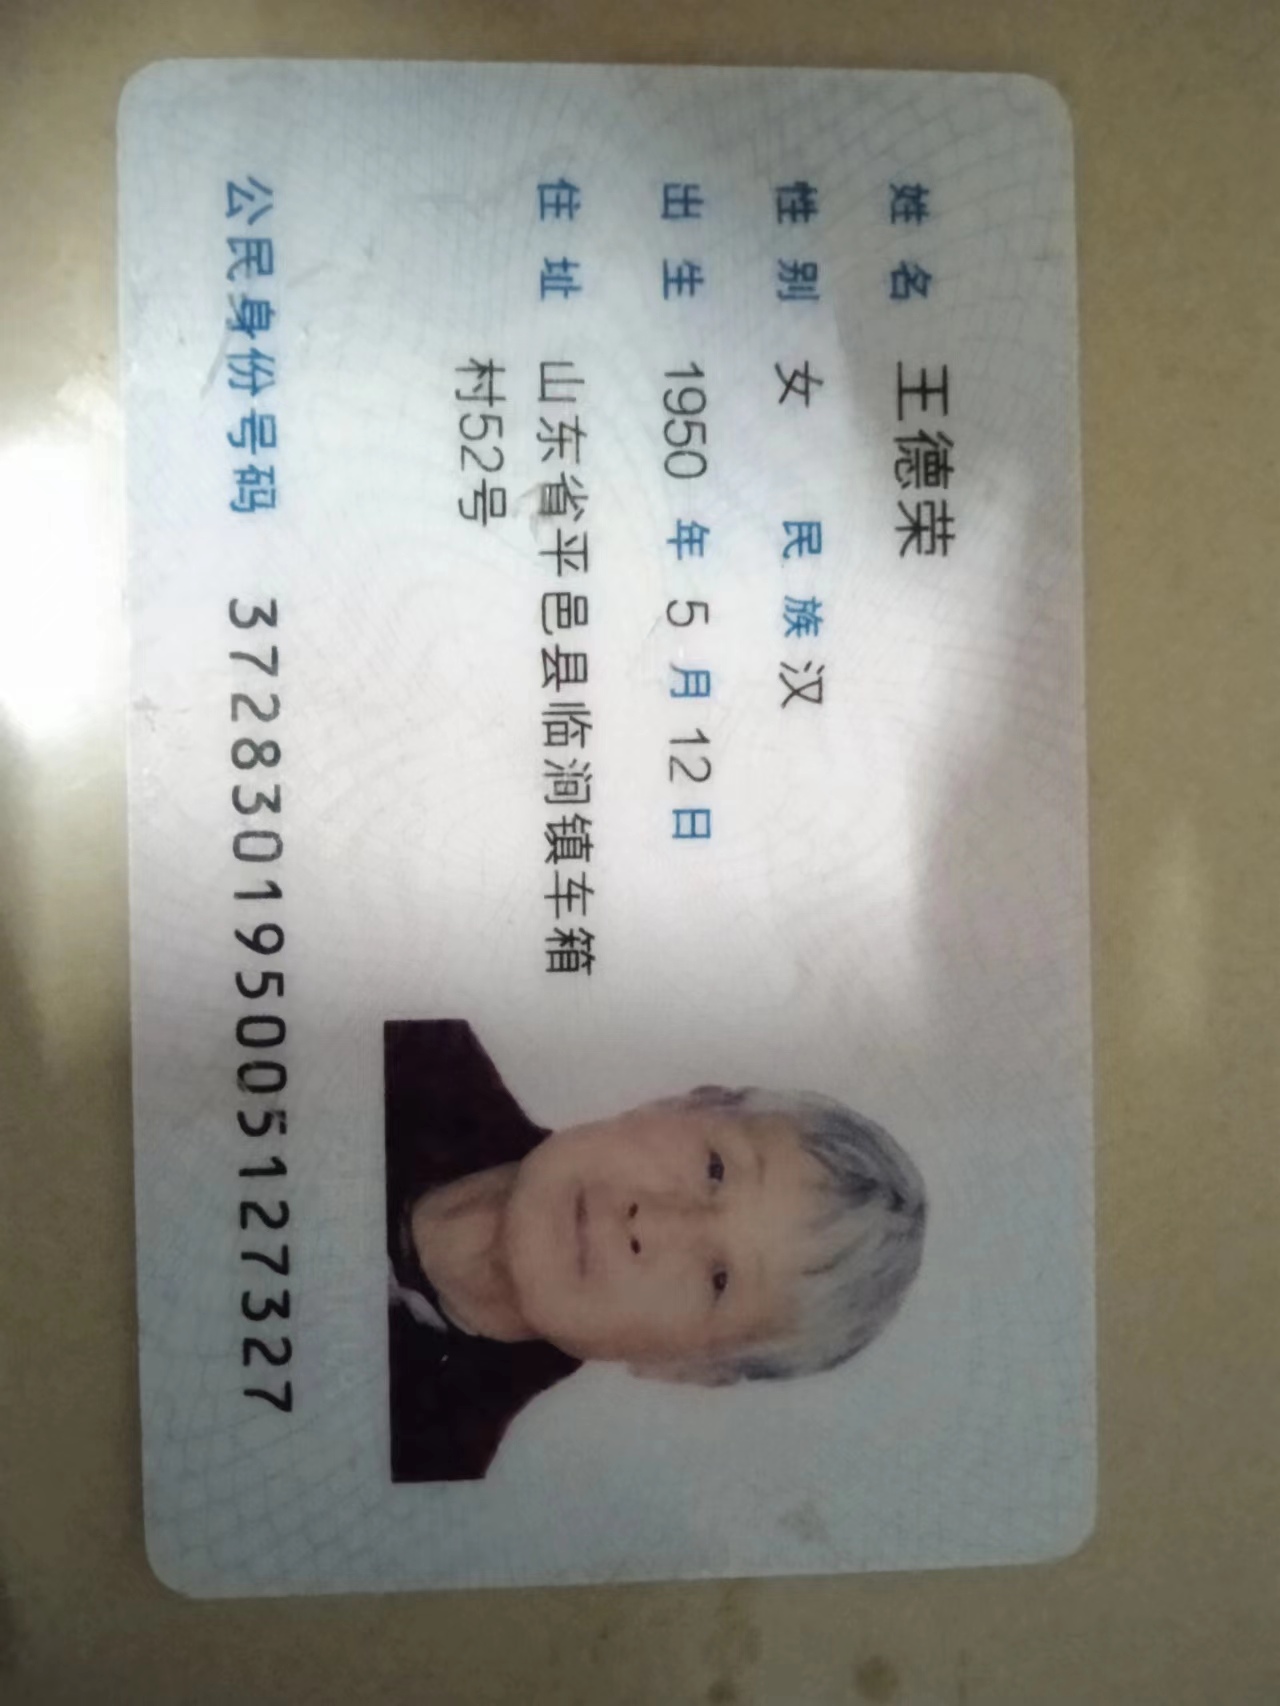 姓名 王德荣
性别 女 民族 汉
出生 1950 年 5 月 12 日
住址 山东省平邑县临涧镇车箱
村52号
公民身份号码 372830195005127327